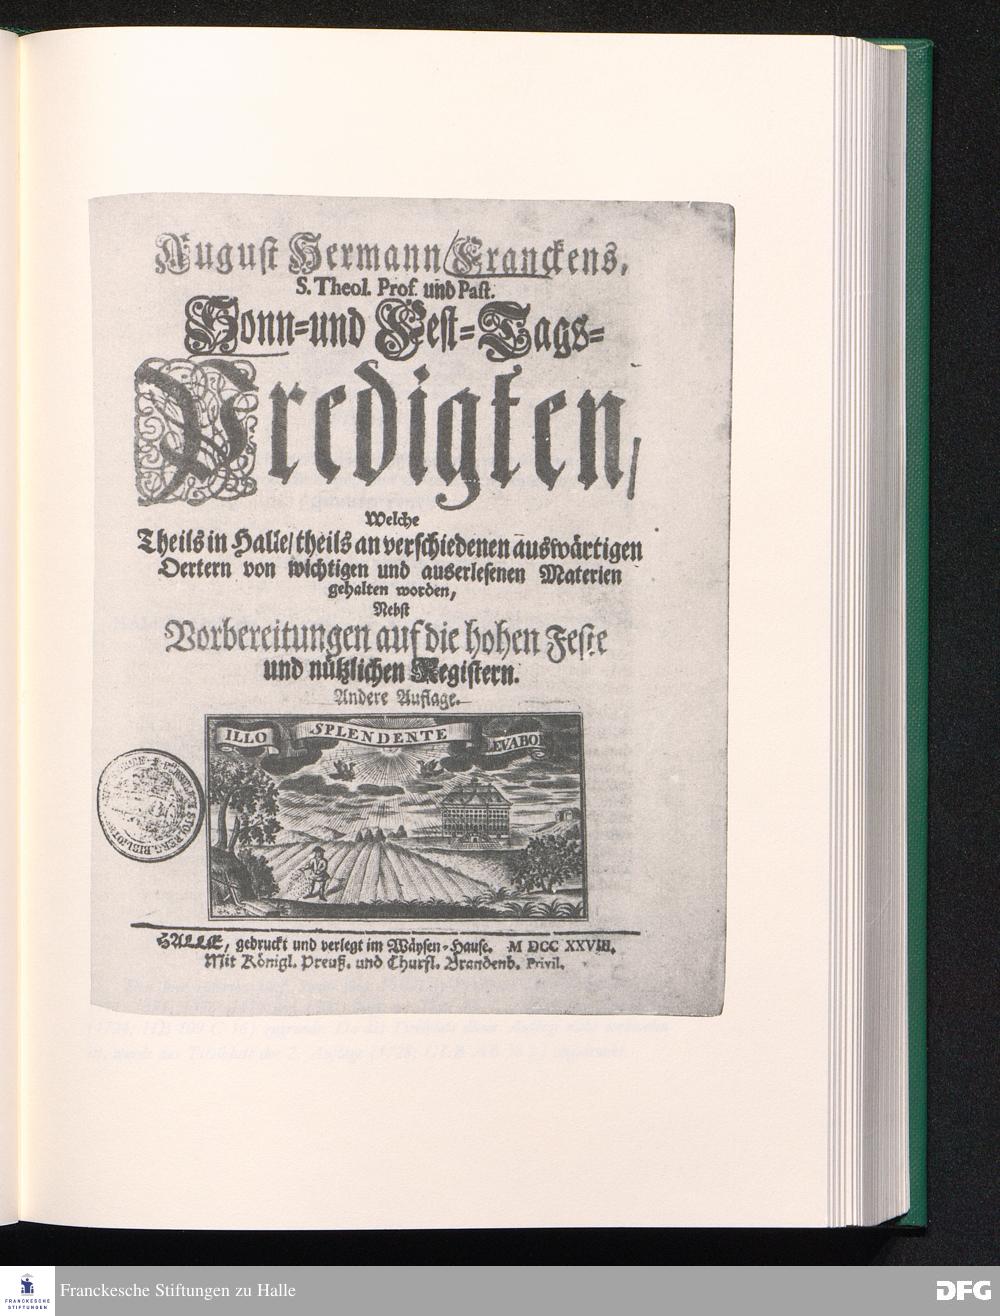 August Hermann Franckens,
S. Theol. Prof. und Past.
Sonn=und Fest=Tags=
Predigten,
Welche
Theils in Halle/theils an verschiedenen auswärtigen
Oertern von wichtigen und auserlesenen Materien
gehalten worden,
Nebst
Vorbereitungen auf die hohen Feste
und nützlichen Registern.
Andere Auflage.
ILLO SPLENDENTE LEVABOR
HALLE, gedruckt und verlegt im Wäysen=Hause. M DCC XXVIII.
Mit Königl. Preuß. und Churfl. Brandenb. Privil.
FRANCKESCHE
STIFTUNGEN
Franckesche Stiftungen zu Halle
DFG